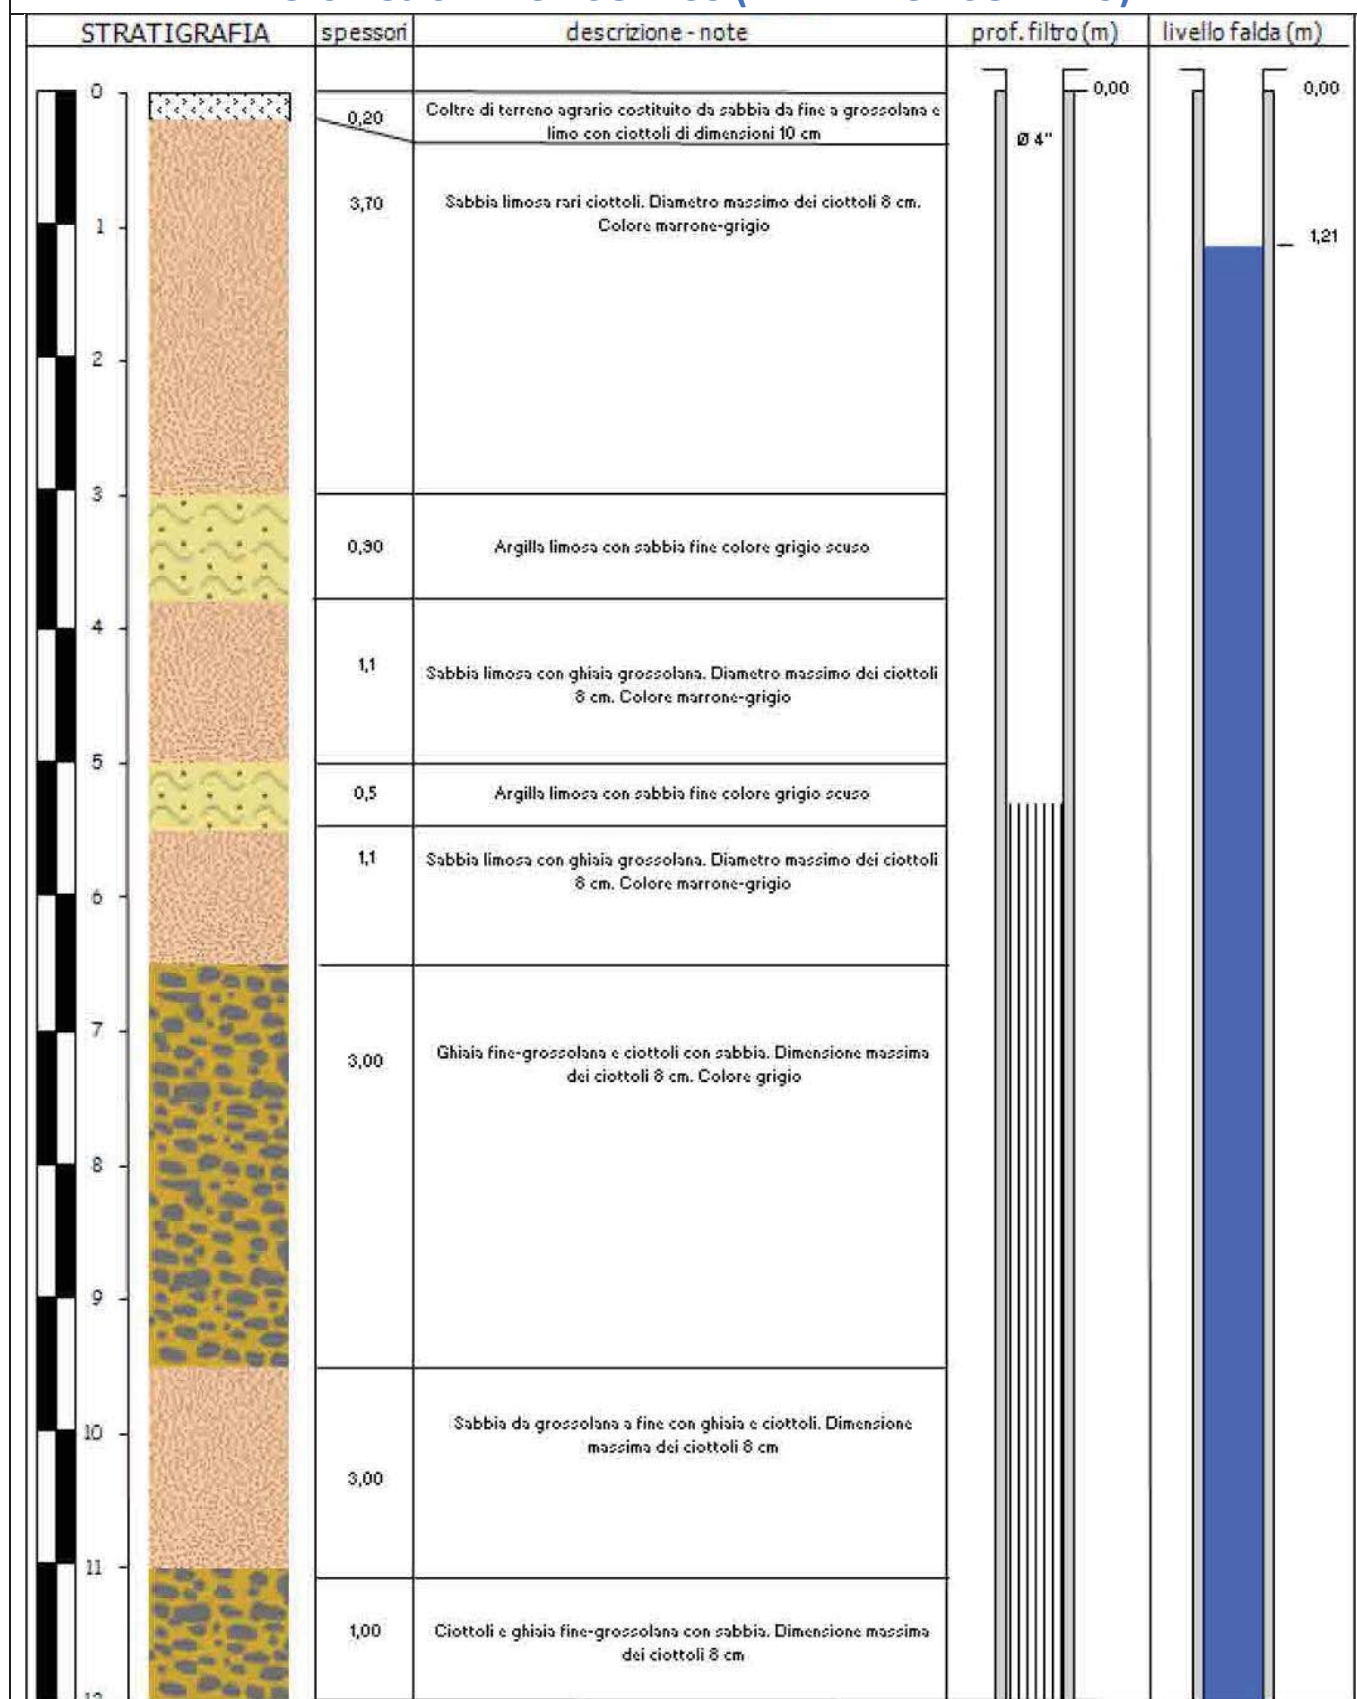 STRATIGRAFIA spessori descrizione - note prof. filtro (m) livello falda (m)
0 0,00 0,00
0,20 Coltre di terreno agrario costituito da sabbia da fine a grossolana e
limo con ciottoli di dimensioni 10 cm
Ø 4"
3,70 Sabbia limosa rari ciottoli. Diametro massimo dei ciottoli 8 cm.
Colore marrone-grigio
1 1,21
2
3
0,30 Argilla limosa con sabbia fine colore grigio scuso
4
1,1 Sabbia limosa con ghiaia grossolana. Diametro massimo dei ciottoli
8 cm. Colore marrone-grigio
5
0,5 Argilla limosa con sabbia fine colore grigio scuso
1,1 Sabbia limosa con ghiaia grossolana. Diametro massimo dei ciottoli
8 cm. Colore marrone-grigio
6
7
3,00 Ghiaia fine-grossolana e ciottoli con sabbia. Dimensione massima
dei ciottoli 8 cm. Colore grigio
8
9
Sabbia da grossolana a fine con ghiaia e ciottoli. Dimensione
massima dei ciottoli 8 cm
10
3,00
11
1,00 Ciottoli e ghiaia fine-grossolana con sabbia. Dimensione massima
dei ciottoli 8 cm
12